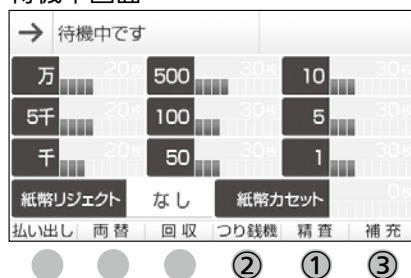 待機中画面
→ 待機中です
万 20枚 500 30枚 10 30枚
5千 20枚 100 30枚 5 30枚
千 20枚 50 30枚 1 30枚
紙幣リジェクト なし 紙幣カセット 0枚
払い出し 両替 回収 つり銭機 精査 補充
② ① ③